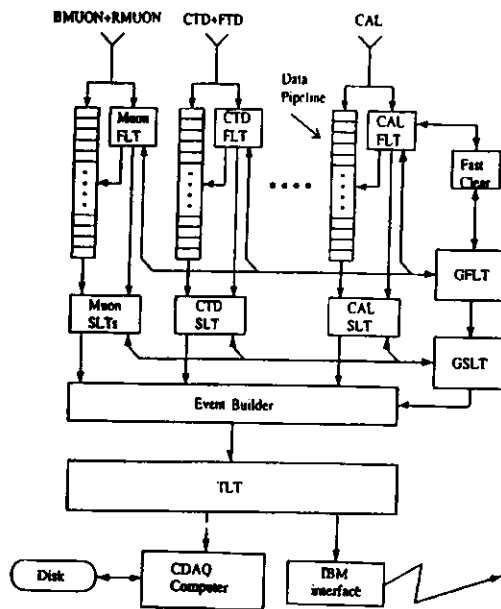 BMUON+RMUON
CTD+FTD
CAL
Data
Pipeline
Muon
FLT
CTD
FLT
CAL
FLT
Fast
Clear
GFLT
Muon
SLTs
CTD
SLT
CAL
SLT
GSLT
Event Builder
TLT
Disk
CDAQ
Computer
IBM
interface